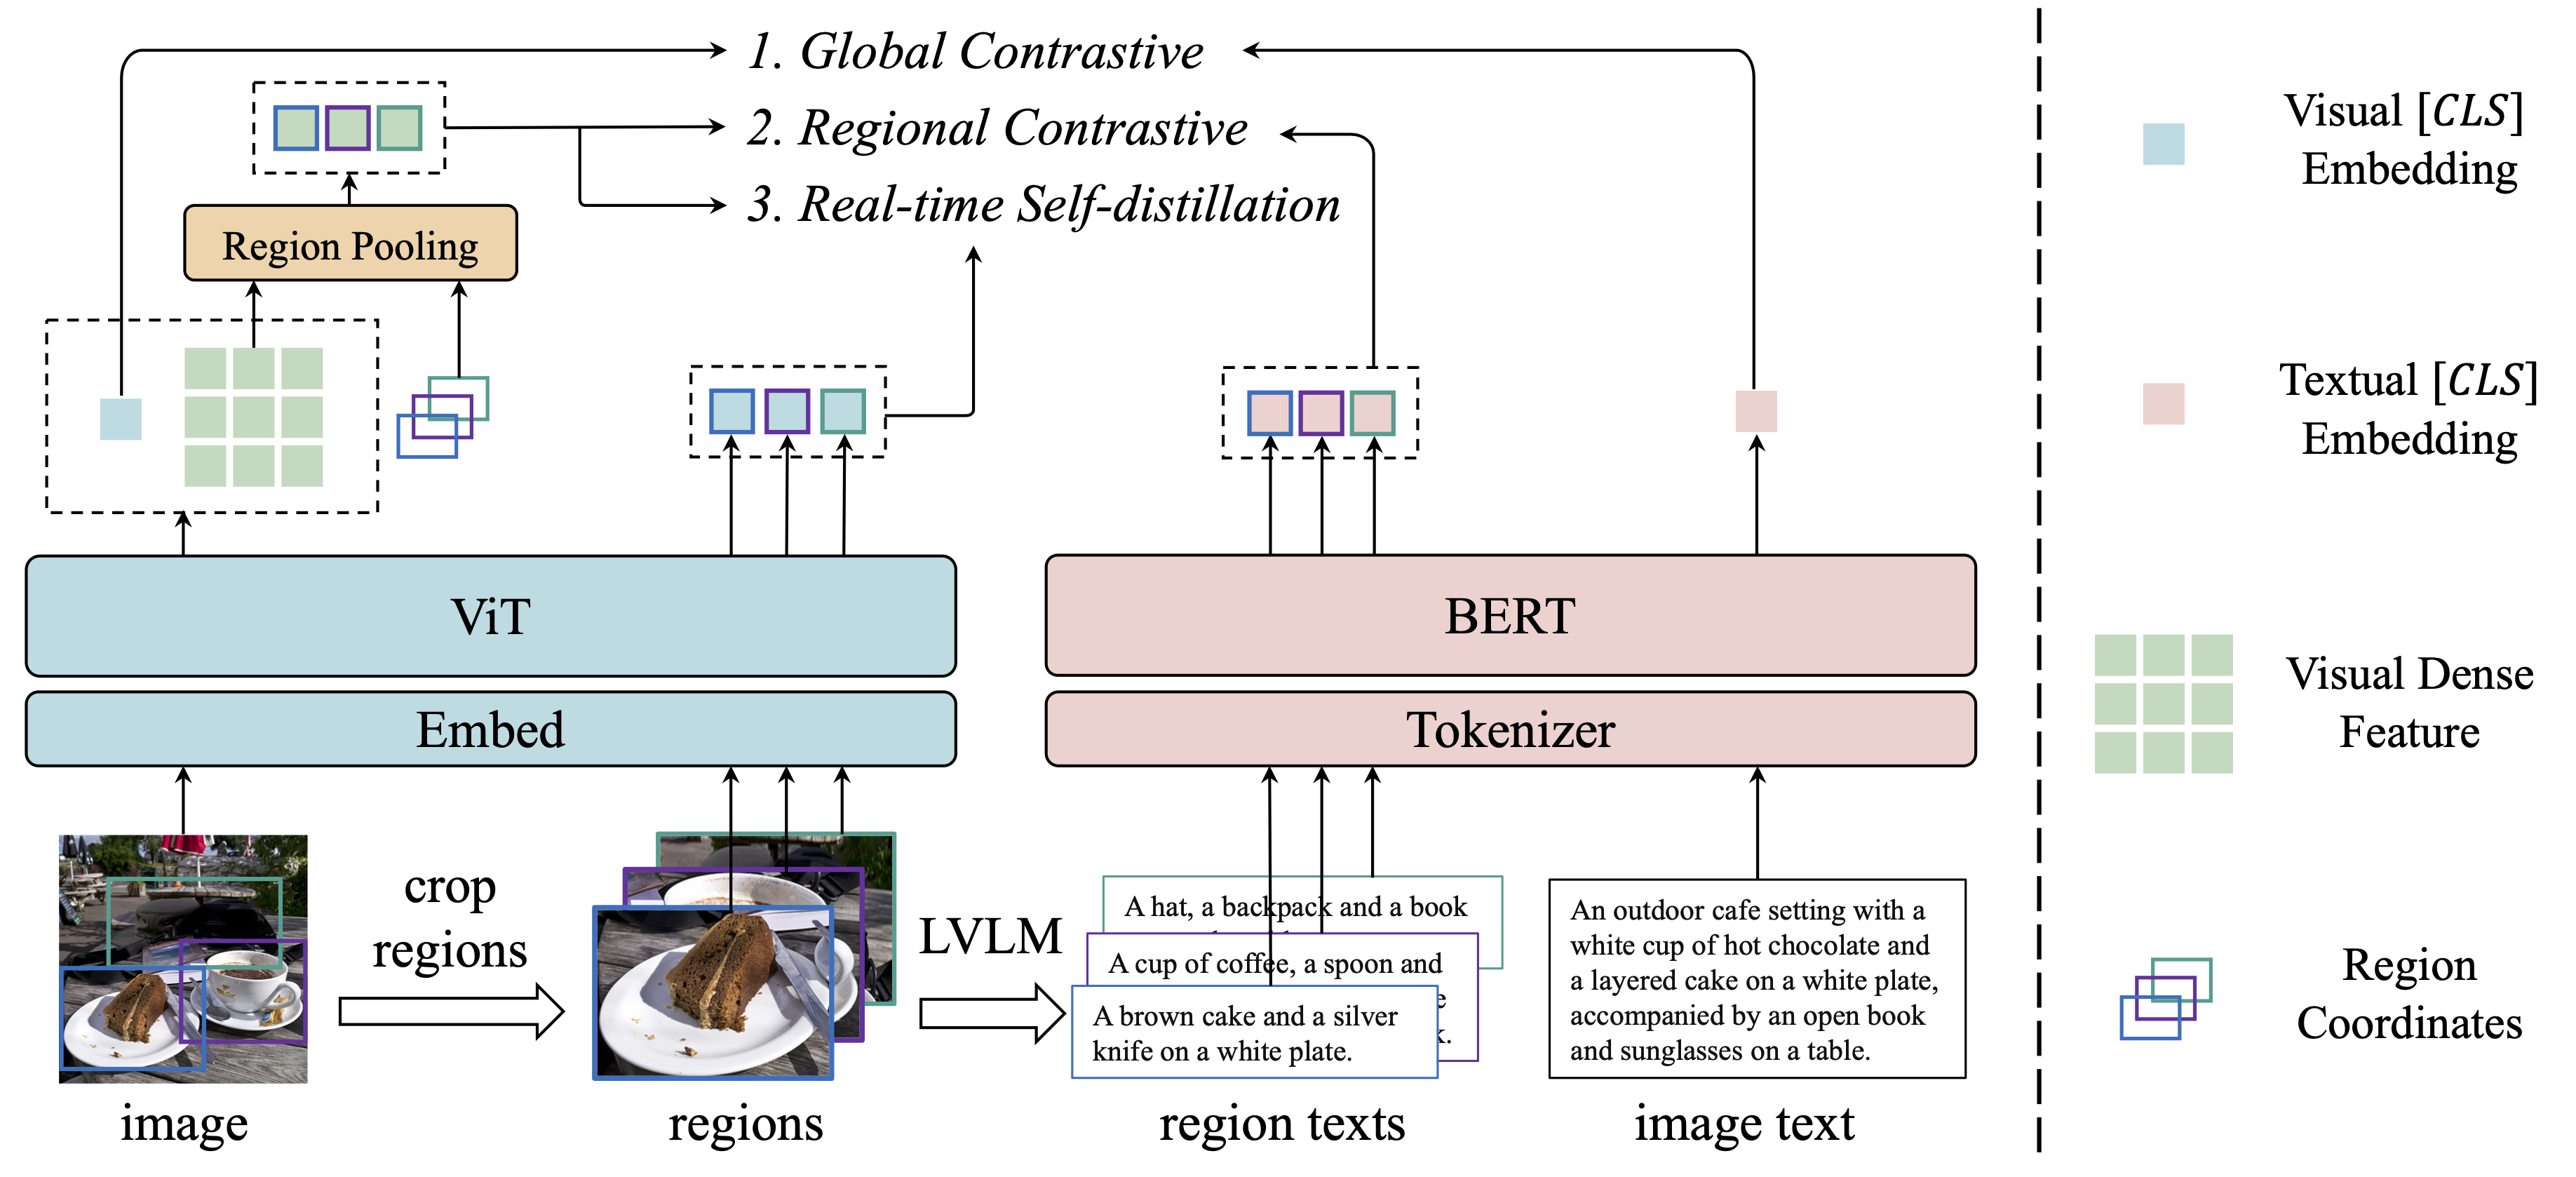 1. Global Contrastive
2. Regional Contrastive
3. Real-time Self-distillation
Region Pooling
ViT
Embed
BERT
Tokenizer
crop
regions
LVLM
A hat, a backpack and a book
A cup of coffee, a spoon and
A brown cake and a silver
knife on a white plate.
An outdoor cafe setting with a
white cup of hot chocolate and
a layered cake on a white plate,
accompanied by an open book
and sunglasses on a table.
image
regions
region texts
image text
Visual [CLS]
Embedding
Textual [CLS]
Embedding
Visual Dense
Feature
Region
Coordinates